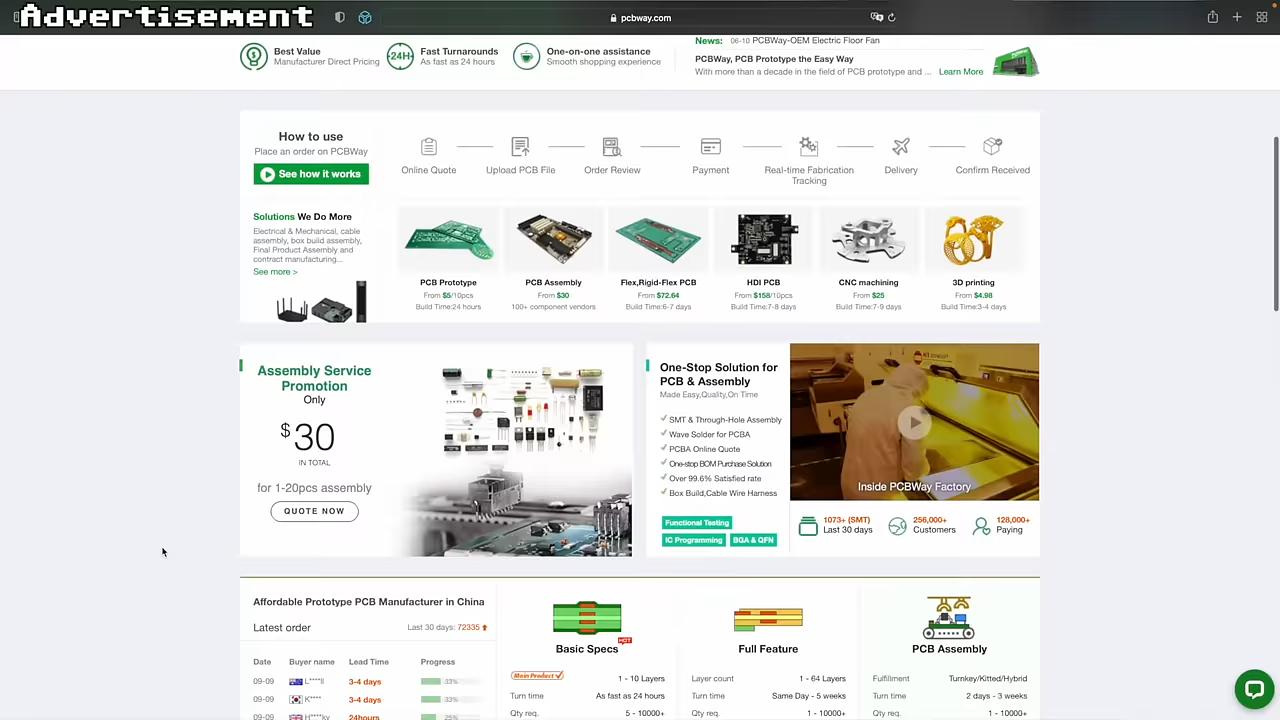 Advertisement
pcbway.com
Best Value
Manufacturer Direct Pricing
24H
Fast Turnarounds
As fast as 24 hours
One-on-one assistance
Smooth shopping experience
News: 06-10 PCBWay-OEM Electric Floor Fan
PCBWay, PCB Prototype the Easy Way
With more than a decade in the field of PCB prototype and ... Learn More
How to use
Place an order on PCBWay
See how it works
Online Quote
Upload PCB File
Order Review
Payment
Real-time Fabrication
Tracking
Delivery
Confirm Received
Solutions We Do More
Electrical & Mechanical, cable
assembly, box build assembly,
Final Product Assembly and
contract manufacturing...
See more >
PCB Prototype
From $5/10pcs
Build Time:24 hours
PCB Assembly
From $30
100+ component vendors
Flex,Rigid-Flex PCB
From $72.64
Build Time:6-7 days
HDI PCB
From $158/10pcs
Build Time:7-8 days
CNC machining
From $25
Build Time:7-9 days
3D printing
From $4.98
Build Time:3-4 days
Assembly Service
Promotion
Only
$30
IN TOTAL
for 1-20pcs assembly
QUOTE NOW
One-Stop Solution for
PCB & Assembly
Made Easy,Quality,On Time
SMT & Through-Hole Assembly
Wave Solder for PCBA
PCBA Online Quote
One-stop BOM Purchase Solution
Over 99.6% Satisfied rate
Box Build,Cable Wire Harness
Functional Testing
IC Programming
BGA & QFN
Inside PCBWay Factory
1073+ (SMT)
Last 30 days
256,000+
Customers
128,000+
Paying
Affordable Prototype PCB Manufacturer in China
Latest order
Last 30 days: 72335
Date Buyer name Lead Time Progress
09-09 L****ll 3-4 days 33%
09-09 K**** 3-4 days 33%
09-09 H****ky 24hours 25%
HOT
Basic Specs
Main Product
1 - 10 Layers
Turn time As fast as 24 hours
Qty req. 5 - 10000+
Full Feature
Layer count 1 - 64 Layers
Turn time Same Day - 5 weeks
Qty req. 1 - 10000+
PCB Assembly
Fulfillment Turnkey/Kitted/Hybrid
Turn time 2 days - 3 weeks
Qty req. 1 - 10000+